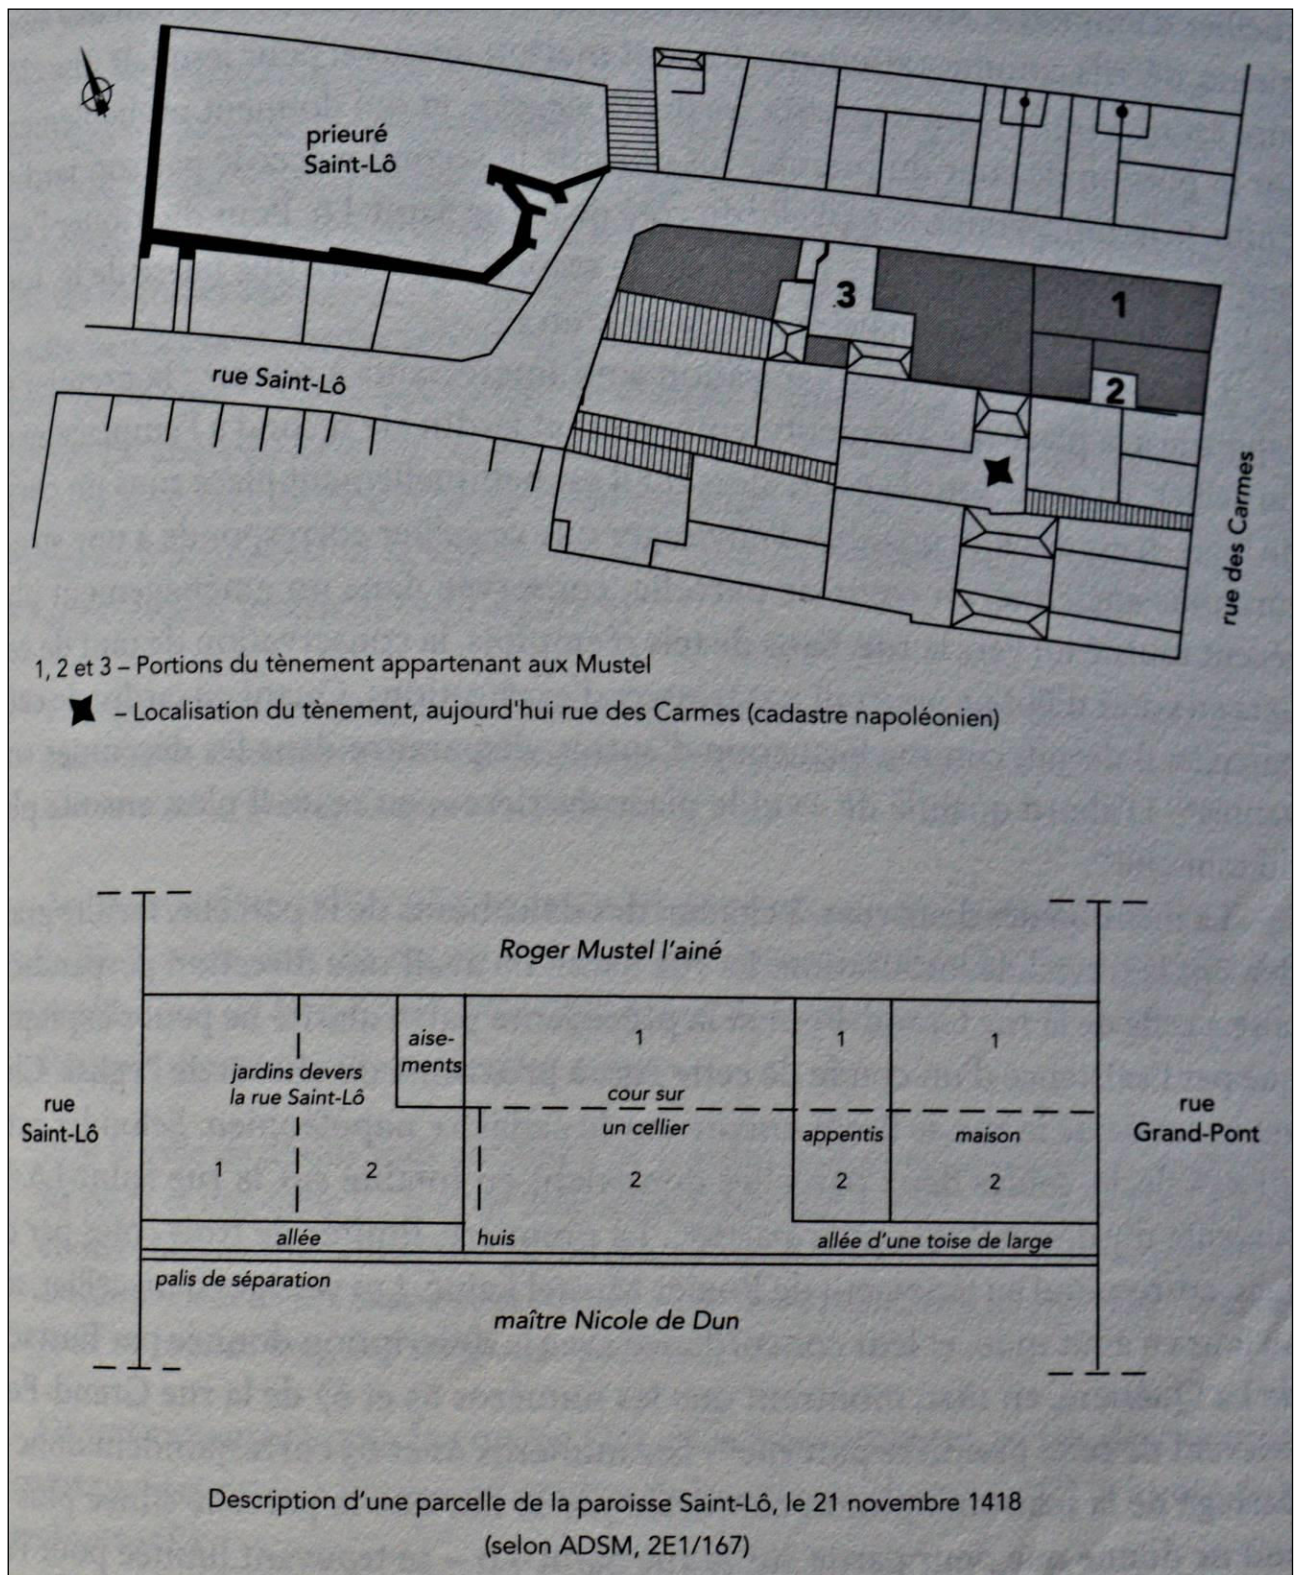 prieuré
Saint-Lô
3
1
2
rue Saint-Lô
rue des Carmes
1, 2 et 3 – Portions du tènement appartenant aux Mustel
– Localisation du tènement, aujourd'hui rue des Carmes (cadastre napoléonien)
Roger Mustel l'ainé
aise-
ments
1
1
1
jardins devers
la rue Saint-Lô
cour sur
un cellier
appentis
maison
rue
Saint-Lô
rue
Grand-Pont
1
2
2
2
2
allée
huis
allée d'une toise de large
palis de séparation
maître Nicole de Dun
Description d'une parcelle de la paroisse Saint-Lô, le 21 novembre 1418
(selon ADSM, 2E1/167)